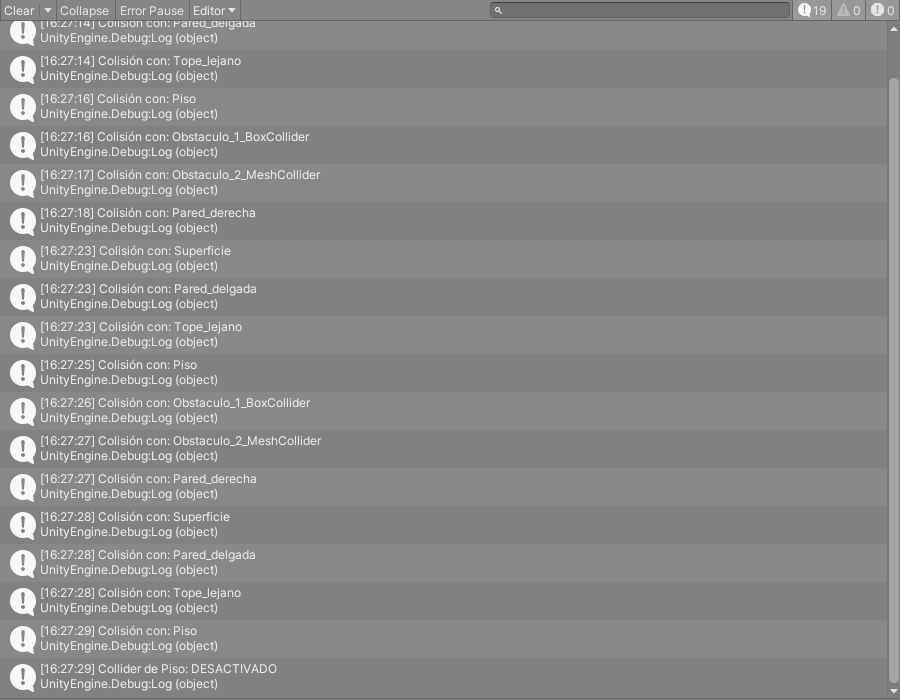 Clear Collapse Error Pause Editor 19 0 0
[16:27:14] Colisión con: Pared_delgada
UnityEngine.Debug:Log (object)
[16:27:14] Colisión con: Tope_lejano
UnityEngine.Debug:Log (object)
[16:27:16] Colisión con: Piso
UnityEngine.Debug:Log (object)
[16:27:16] Colisión con: Obstaculo_1_BoxCollider
UnityEngine.Debug:Log (object)
[16:27:17] Colisión con: Obstaculo_2_MeshCollider
UnityEngine.Debug:Log (object)
[16:27:18] Colisión con: Pared_derecha
UnityEngine.Debug:Log (object)
[16:27:23] Colisión con: Superficie
UnityEngine.Debug:Log (object)
[16:27:23] Colisión con: Pared_delgada
UnityEngine.Debug:Log (object)
[16:27:23] Colisión con: Tope_lejano
UnityEngine.Debug:Log (object)
[16:27:25] Colisión con: Piso
UnityEngine.Debug:Log (object)
[16:27:26] Colisión con: Obstaculo_1_BoxCollider
UnityEngine.Debug:Log (object)
[16:27:27] Colisión con: Obstaculo_2_MeshCollider
UnityEngine.Debug:Log (object)
[16:27:27] Colisión con: Pared_derecha
UnityEngine.Debug:Log (object)
[16:27:28] Colisión con: Superficie
UnityEngine.Debug:Log (object)
[16:27:28] Colisión con: Pared_delgada
UnityEngine.Debug:Log (object)
[16:27:28] Colisión con: Tope_lejano
UnityEngine.Debug:Log (object)
[16:27:29] Colisión con: Piso
UnityEngine.Debug:Log (object)
[16:27:29] Collider de Piso: DESACTIVADO
UnityEngine.Debug:Log (object)